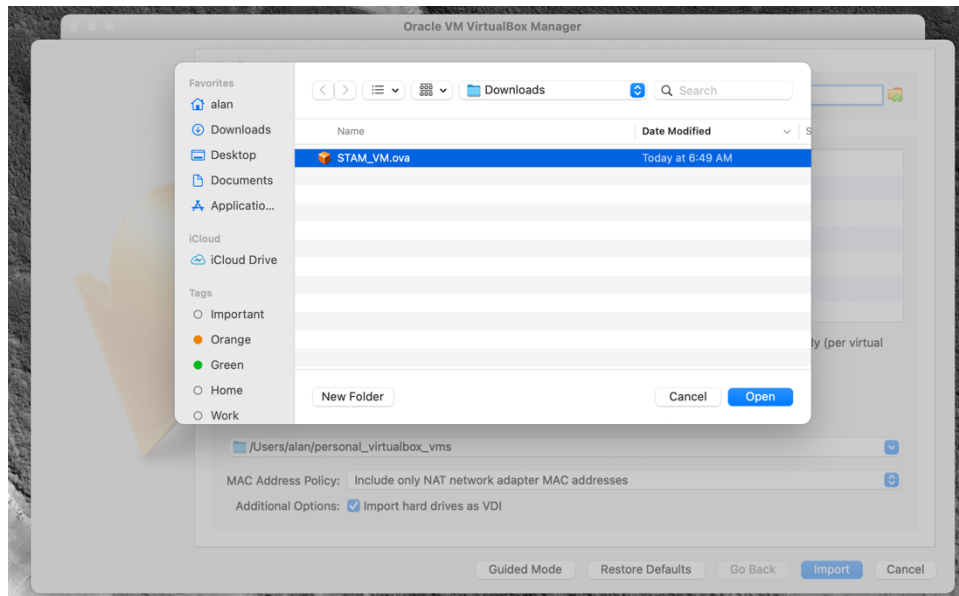 Oracle VM VirtualBox Manager
Favorites
alan
Downloads
Desktop
Documents
Applicatio...
iCloud
iCloud Drive
Tags
Important
Orange
Green
Home
Work
Downloads
Search
Name Date Modified S
STAM_VM.ova Today at 6:49 AM
New Folder Cancel Open
ly (per virtual
/Users/alan/personal_virtualbox_vms
MAC Address Policy: Include only NAT network adapter MAC addresses
Additional Options: Import hard drives as VDI
Guided Mode Restore Defaults Go Back Import Cancel